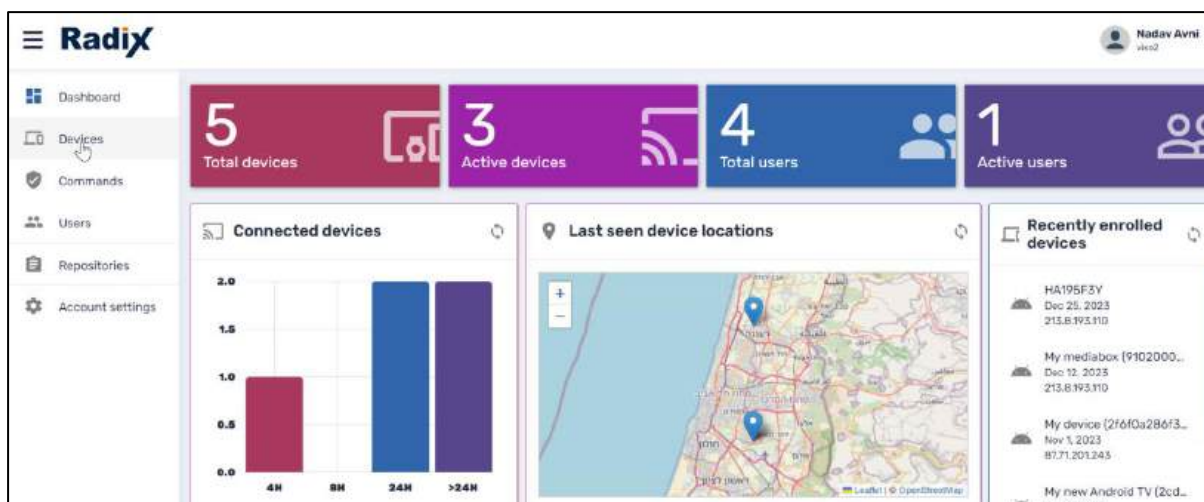 Radix
Nadav Avni
vico2
Dashboard
Devices
Commands
Users
Repositories
Account settings
5
Total devices
3
Active devices
4
Total users
1
Active users
Connected devices
2.0
1.5
1.0
0.5
0.0
4H
8H
24H
>24H
Last seen device locations
+
−
חולון
ראשון לציון
Leaflet | © OpenStreetMap
Recently enrolled
devices
HA195F3Y
Dec 25, 2023
213.8.193.110
My mediabox (9102000...
Dec 12, 2023
213.8.193.110
My device (2f6f0a286f3...
Nov 1, 2023
87.71.201.243
My new Android TV (2cd...